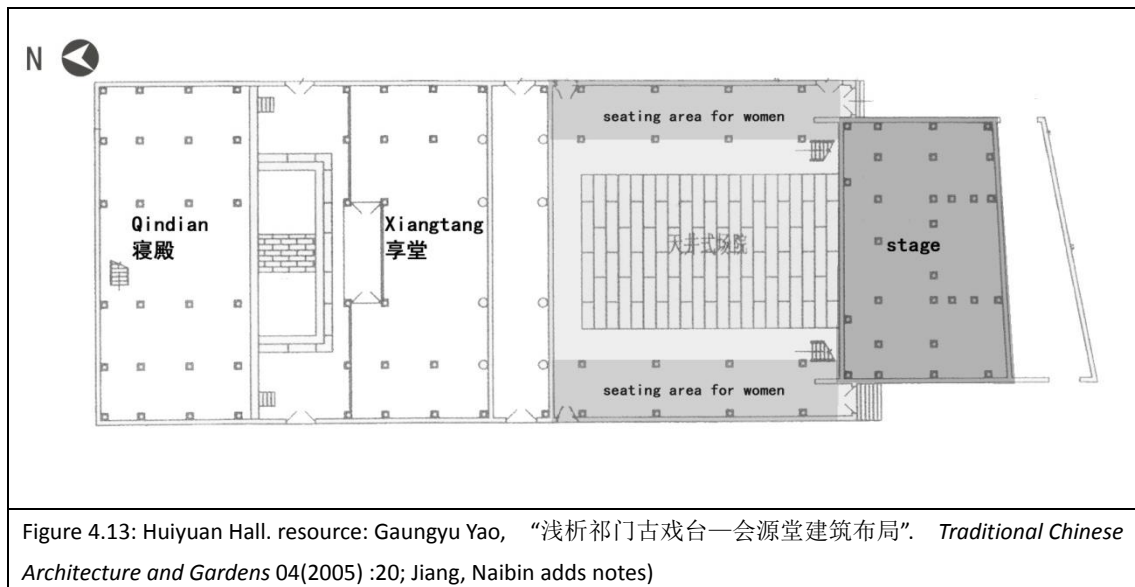 N
seating area for women
Qindian
寝殿
Xiangtang
享堂
天井式场院
stage
seating area for women
Figure 4.13: Huiyuan Hall. resource: Gaungyu Yao, “浅析祁门古戏台—会源堂建筑布局”. Traditional Chinese
Architecture and Gardens 04(2005) :20; Jiang, Naibin adds notes)